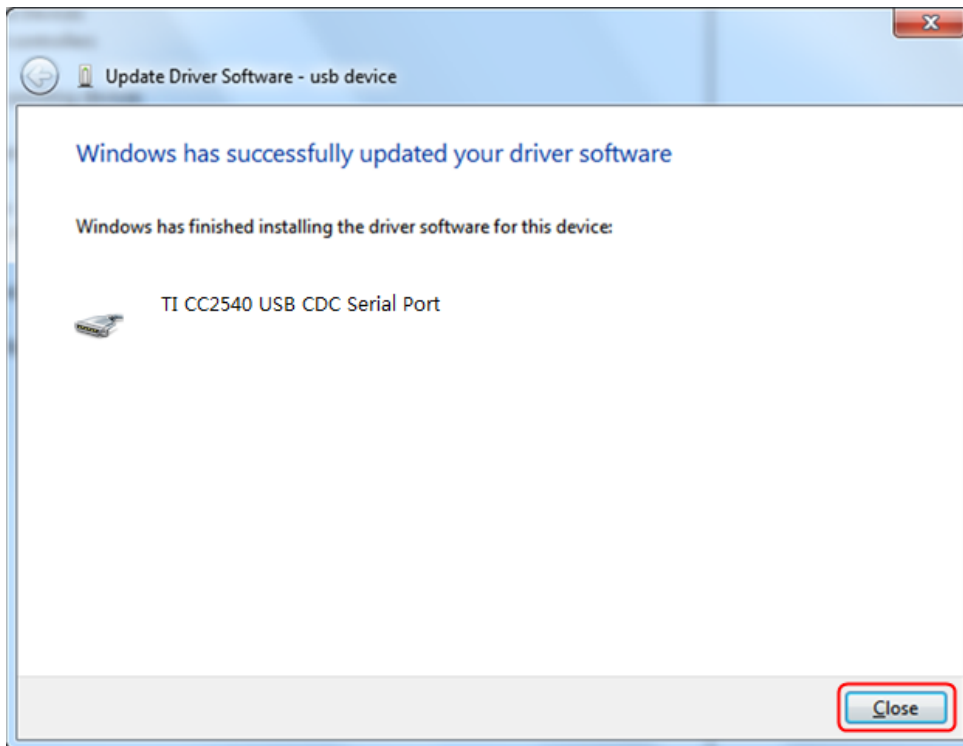 Update Driver Software - usb device
Windows has successfully updated your driver software
Windows has finished installing the driver software for this device:
TI CC2540 USB CDC Serial Port
Close